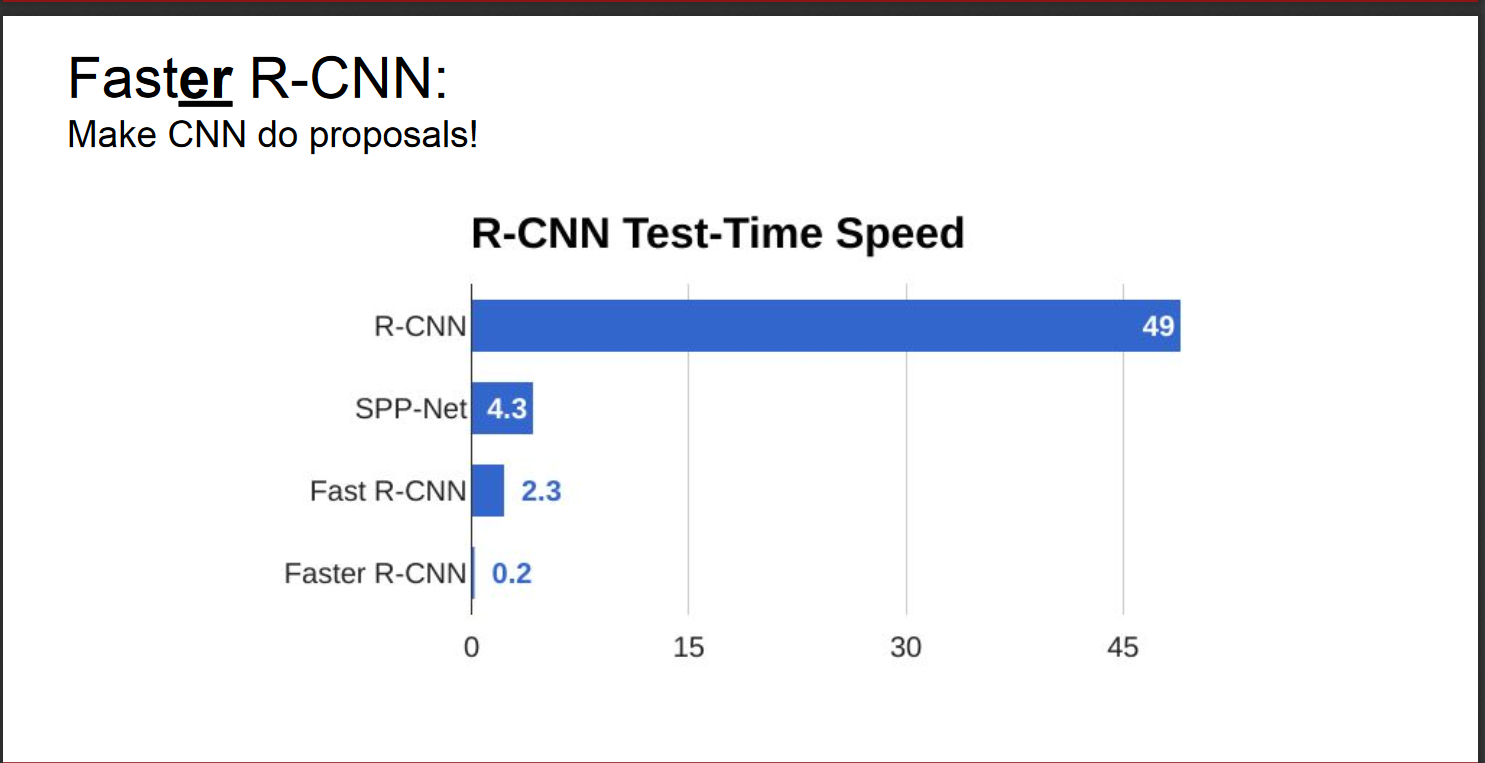 Faster R-CNN:
Make CNN do proposals!
R-CNN Test-Time Speed
R-CNN 49
SPP-Net 4.3
Fast R-CNN 2.3
Faster R-CNN 0.2
0 15 30 45